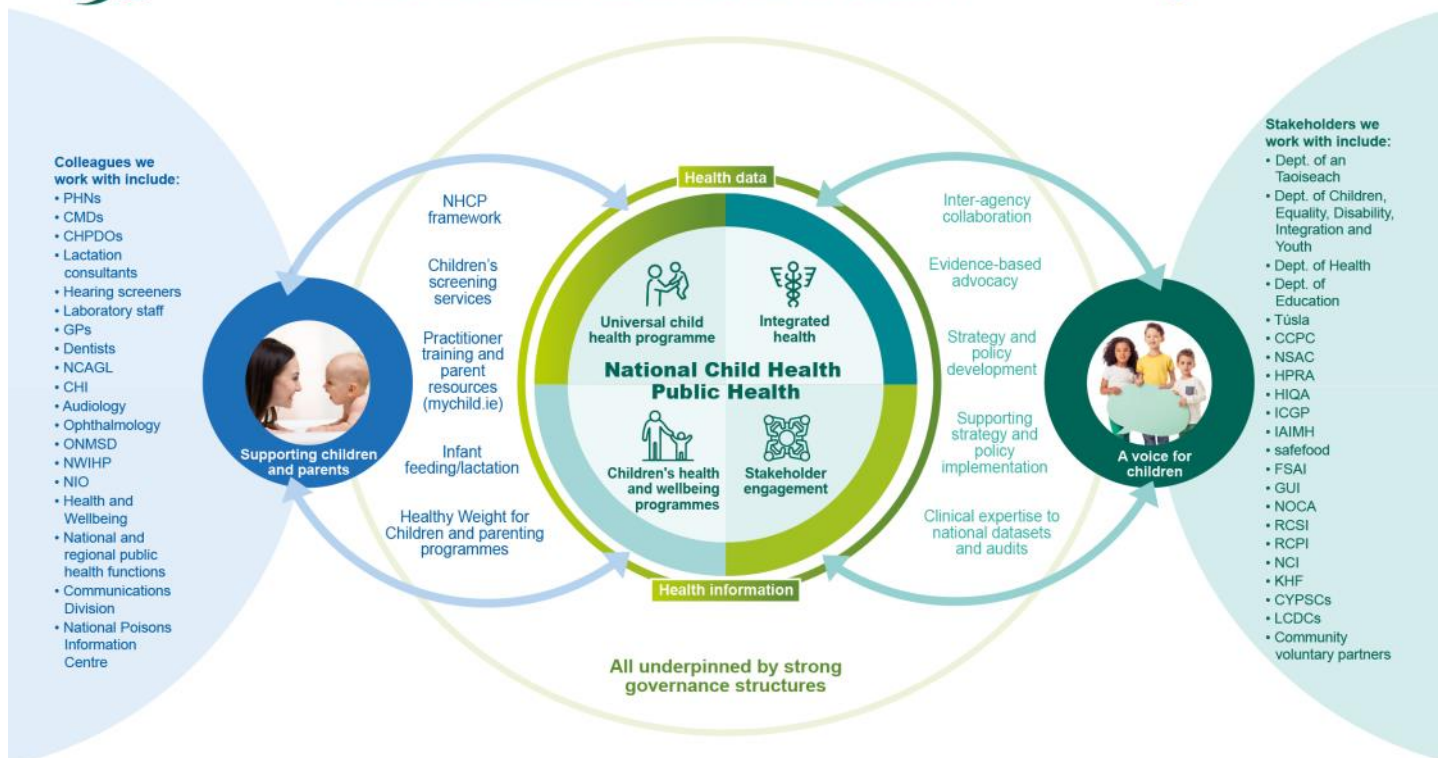 Colleagues we
work with include:
• PHNs
• CMDs
• CHPDOs
• Lactation
consultants
• Hearing screeners
• Laboratory staff
• GPs
• Dentists
• NCAGL
• CHI
• Audiology
• Ophthalmology
• ONMSD
• NWIHP
• NIO
• Health and
Wellbeing
• National and
regional public
health functions
• Communications
Division
• National Poisons
Information
Centre
Supporting children
and parents
NHCP
framework
Children's
screening
services
Practitioner
training and
parent
resources
(mychild.ie)
Infant
feeding/lactation
Healthy Weight for
Children and parenting
programmes
Health data
Universal child
health programme
Integrated
health
National Child Health
Public Health
Children's health
and wellbeing
programmes
Stakeholder
engagement
Health information
All underpinned by strong
governance structures
Inter-agency
collaboration
Evidence-based
advocacy
Strategy and
policy
development
Supporting
strategy and
policy
implementation
Clinical expertise to
national datasets
and audits
A voice for
children
Stakeholders we
work with include:
• Dept. of an
Taoiseach
• Dept. of Children,
Equality, Disability,
Integration and
Youth
• Dept. of Health
• Dept. of
Education
• Túsla
• CCPC
• NSAC
• HPRA
• HIQA
• ICGP
• IAIMH
• safefood
• FSAI
• GUI
• NOCA
• RCSI
• RCPI
• NCI
• KHF
• CYPSCs
• LCDCs
• Community
voluntary partners